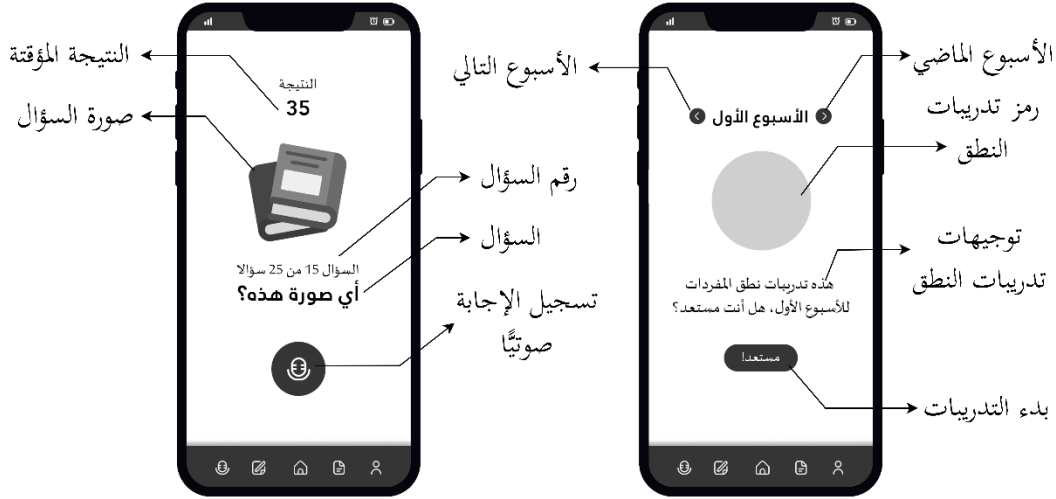 الأسبوع الماضي
الأسبوع التالي
الأسبوع الأول
رمز تدريبات
النطق
توجيهات
تدريبات النطق
هذه تدريبات نطق المفردات
للأسبوع الأول، هل أنت مستعد؟
مستعد!
بدء التدريبات
النتيجة المؤقتة
النتيجة
35
صورة السؤال
رقم السؤال
السؤال
السؤال 15 من 25 سؤالا
أي صورة هذه؟
تسجيل الإجابة
صوتيًّا